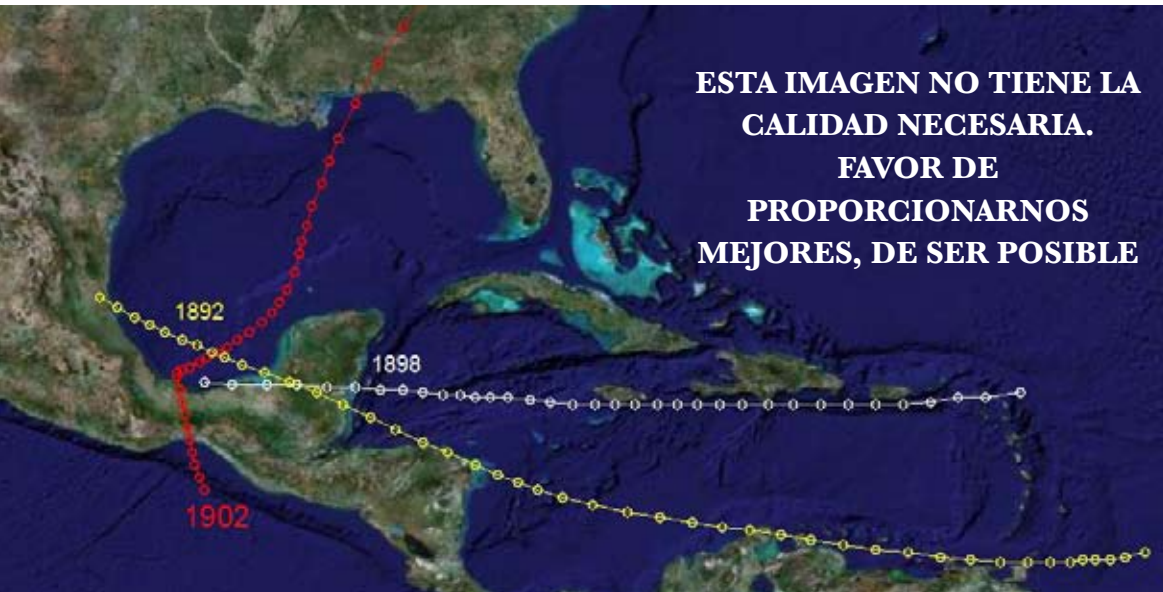 ESTA IMAGEN NO TIENE LA
CALIDAD NECESARIA.
FAVOR DE
PROPORCIONARNOS
MEJORES, DE SER POSIBLE
1892
1898
1902